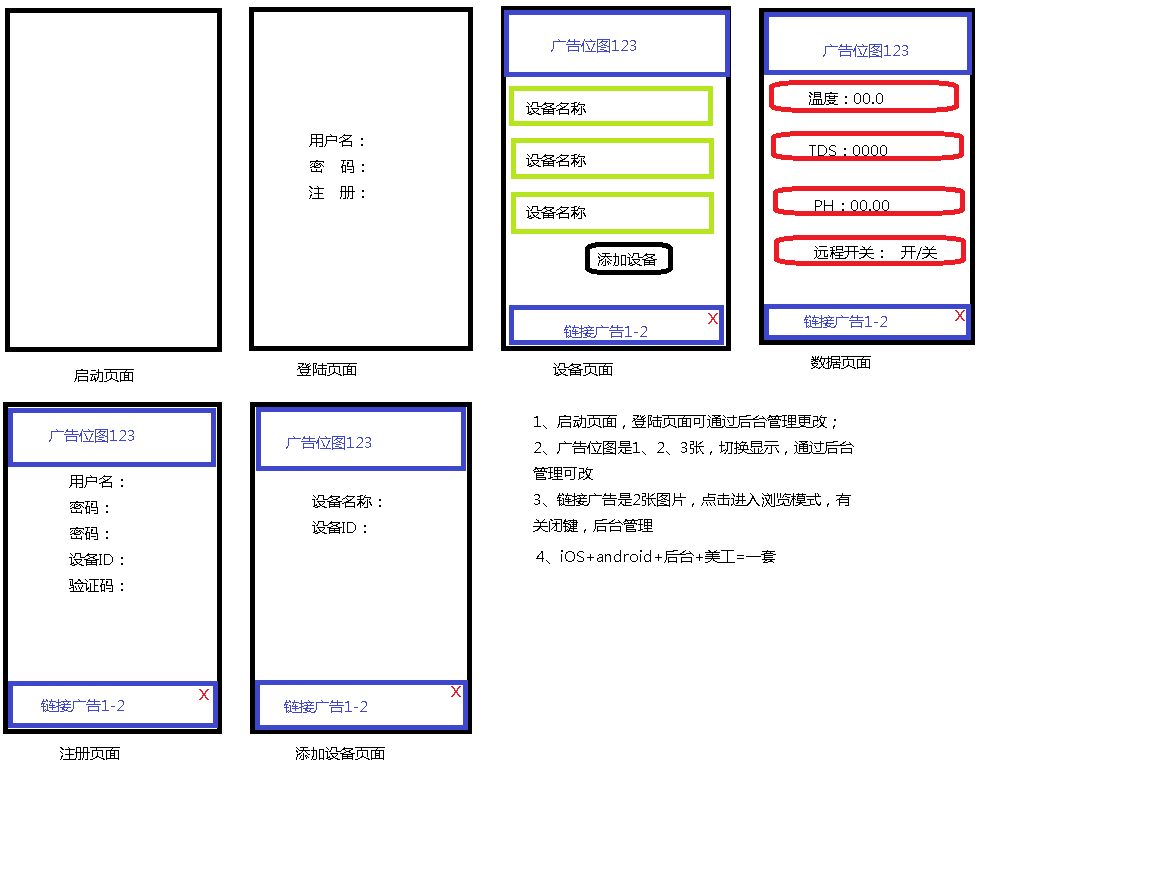 用户名：
密　码：
注　册：
广告位图123
设备名称
设备名称
设备名称
添加设备
链接广告1-2
X
广告位图123
温度：00.0
TDS：0000
PH：00.00
远程开关： 开/关
链接广告1-2
X
启动页面
登陆页面
设备页面
数据页面
广告位图123
用户名：
密码：
密码：
设备ID：
验证码：
链接广告1-2
X
注册页面
广告位图123
设备名称：
设备ID：
链接广告1-2
X
添加设备页面
1、启动页面，登陆页面可通过后台管理更改；
2、广告位图是1、2、3张，切换显示，通过后台
管理可改
3、链接广告是2张图片，点击进入浏览模式，有
关闭键，后台管理
4、iOS+android+后台+美工=一套